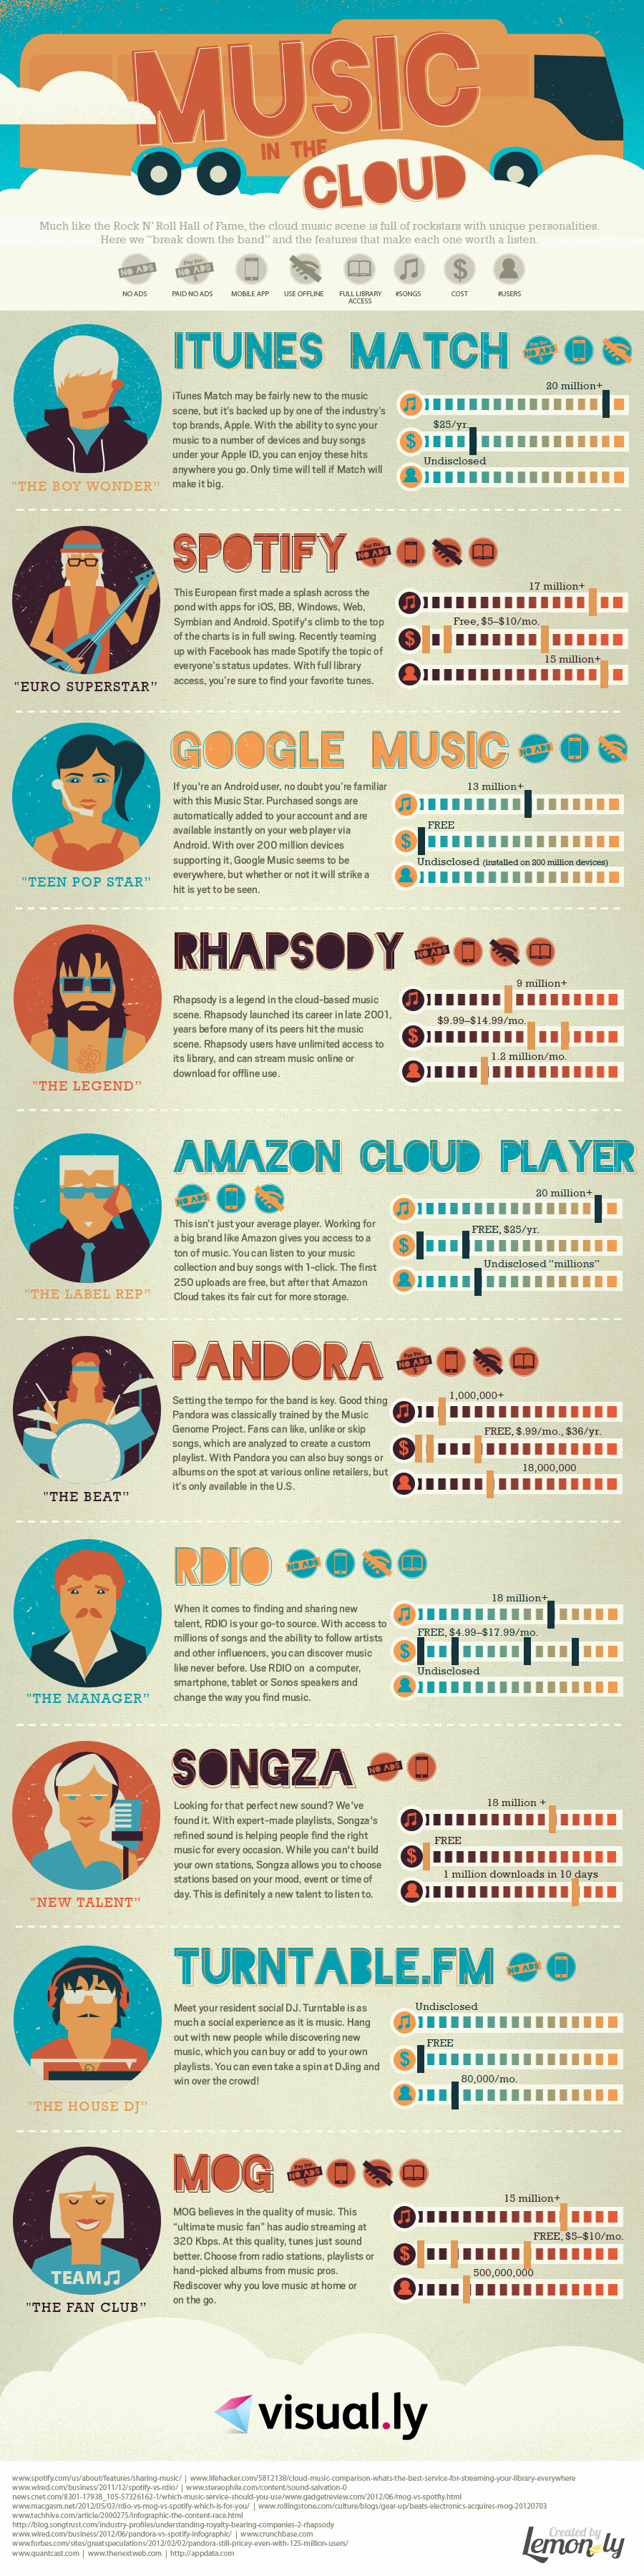 MUSIC
IN THE
CLOUD
Much like the Rock N' Roll Hall of Fame, the cloud music scene is full of rockstars with unique personalities.
Here we "break down the band" and the features that make each one worth a listen.
NO ADS
Pay For
NO ADS
$
NO ADS
PAID NO ADS
MOBILE APP
USE OFFLINE
FULL LIBRARY
ACCESS
#SONGS
COST
#USERS
ITUNES MATCH
Pay For
NO ADS
$
iTunes Match may be fairly new to the music
scene, but it's backed up by one of the industry's
top brands, Apple. With the ability to sync your
music to a number of devices and buy songs
under your Apple ID, you can enjoy these hits
anywhere you go. Only time will tell if Match will
make it big.
"THE BOY WONDER"
20 million+
$25/yr.
Undisclosed
SPOTIFY
Pay For
NO ADS
$
This European first made a splash across the
pond with apps for iOS, BB, Windows, Web,
Symbian and Android. Spotify's climb to the top
of the charts is in full swing. Recently teaming
up with Facebook has made Spotify the topic of
everyone's status updates. With full library
access, you're sure to find your favorite tunes.
"EURO SUPERSTAR"
17 million+
Free, $5–$10/mo.
15 million+
GOOGLE MUSIC
NO ADS
If you're an Android user, no doubt you're familiar
with this Music Star. Purchased songs are
automatically added to your account and are
available instantly on your web player via
Android. With over 200 million devices
supporting it, Google Music seems to be
everywhere, but whether or not it will strike a
hit is yet to be seen.
"TEEN POP STAR"
13 million+
FREE
Undisclosed (installed on 200 million devices)
RHAPSODY
Pay For
NO ADS
$
Rhapsody is a legend in the cloud-based music
scene. Rhapsody launched its career in late 2001,
years before many of its peers hit the music
scene. Rhapsody users have unlimited access to
its library, and can stream music online or
download for offline use.
"THE LEGEND"
9 million+
$9.99–$14.99/mo.
1.2 million/mo.
AMAZON CLOUD PLAYER
NO ADS
This isn't just your average player. Working for
a big brand like Amazon gives you access to a
ton of music. You can listen to your music
collection and buy songs with 1-click. The first
250 uploads are free, but after that Amazon
Cloud takes its fair cut for more storage.
"THE LABEL REP"
20 million+
FREE, $25/yr.
Undisclosed "millions"
PANDORA
Pay For
NO ADS
$
Setting the tempo for the band is key. Good thing
Pandora was classically trained by the Music
Genome Project. Fans can like, unlike or skip
songs, which are analyzed to create a custom
playlist. With Pandora you can also buy songs or
albums on the spot at various online retailers, but
it's only available in the U.S.
"THE BEAT"
1,000,000+
FREE, $.99/mo., $36/yr.
18,000,000
RDIO
NO ADS
When it comes to finding and sharing new
talent, RDIO is your go-to source. With access to
millions of songs and the ability to follow artists
and other influencers, you can discover music
like never before. Use RDIO on a computer,
smartphone, tablet or Sonos speakers and
change the way you find music.
"THE MANAGER"
18 million+
FREE, $4.99–$17.99/mo.
Undisclosed
SONGZA
NO ADS
Looking for that perfect new sound? We've
found it. With expert-made playlists, Songza's
refined sound is helping people find the right
music for every occasion. While you can't build
your own stations, Songza allows you to choose
stations based on your mood, event or time of
day. This is definitely a new talent to listen to.
"NEW TALENT"
18 million +
FREE
1 million downloads in 10 days
TURNTABLE.FM
NO ADS
Meet your resident social DJ. Turntable is as
much a social experience as it is music. Hang
out with new people while discovering new
music, which you can buy or add to your own
playlists. You can even take a spin at DJing and
win over the crowd!
"THE HOUSE DJ"
Undisclosed
FREE
80,000/mo.
MOG
Pay For
NO ADS
$
MOG believes in the quality of music. This
"ultimate music fan" has audio streaming at
320 Kbps. At this quality, tunes just sound
better. Choose from radio stations, playlists or
hand-picked albums from music pros.
Rediscover why you love music at home or
on the go.
TEAM
"THE FAN CLUB"
15 million+
FREE, $5–$10/mo.
500,000,000
visual.ly
www.spotify.com/us/about/features/sharing-music/ | www.lifehacker.com/5812138/cloud-music-comparison-whats-the-best-service-for-streaming-your-library-everywhere
www.wired.com/business/2011/12/spotify-vs-rdio/ | www.stereophile.com/content/sound-salvation-0
news.cnet.com/8301-17938_105-57326162-1/which-music-service-should-you-use/www.gadgetreview.com/2012/06/mog-vs-spotfiy.html
www.macgasm.net/2012/05/03/rdio-vs-mog-vs-spotify-which-is-for-you/ | www.rollingstone.com/culture/blogs/gear-up/beats-electronics-acquires-mog-20120703
www.techhive.com/article/2000275/infographic-the-content-race.html
http://blog.songtrust.com/industry-profiles/understanding-royalty-bearing-companies-2-rhapsody
www.wired.com/business/2012/06/pandora-vs-spotify-infographic/ | www.crunchbase.com
www.forbes.com/sites/greatspeculations/2012/02/02/pandora-still-pricey-even-with-125-million-users/
www.quantcast.com | www.thenextweb.com | http://appdata.com
Created by
Lemonly